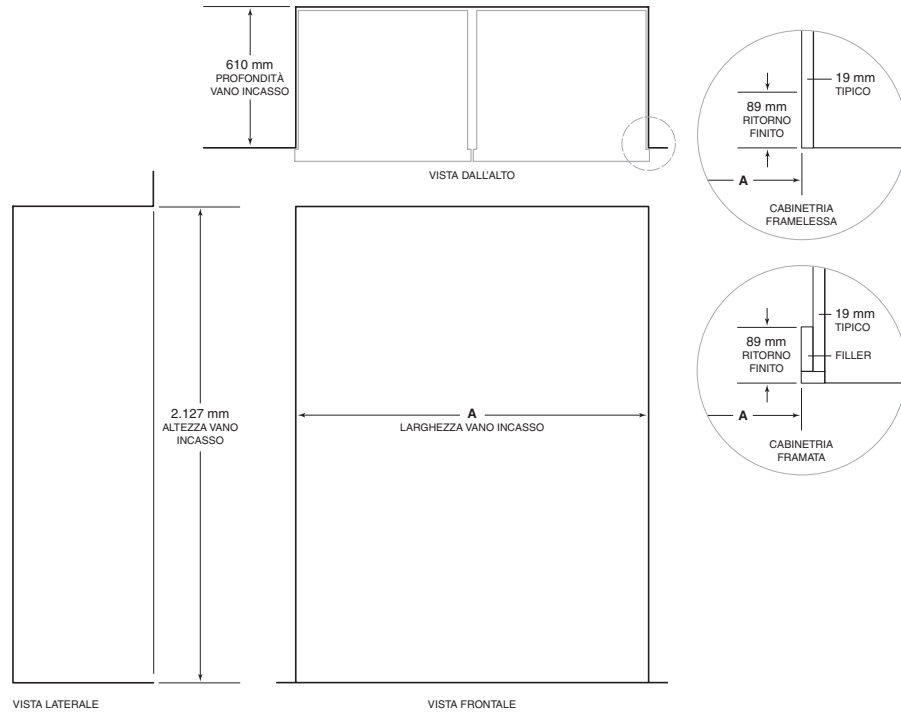 610 mm
PROFONDITÀ
VANO INCASSO
VISTA DALL'ALTO
19 mm
TIPICO
89 mm
RITORNO
FINITO
A
CABINETRIA
FRAMELESSA
19 mm
TIPICO
89 mm
RITORNO
FINITO
FILLER
A
CABINETRIA
FRAMATA
2.127 mm
ALTEZZA VANO
INCASSO
A
LARGHEZZA VANO INCASSO
VISTA LATERALE
VISTA FRONTALE